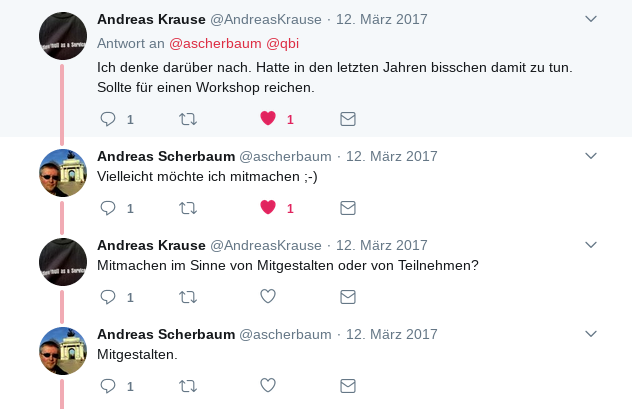 Andreas Krause @AndreasKrause · 12. März 2017
Antwort an @ascherbaum @qbi
Ich denke darüber nach. Hatte in den letzten Jahren bisschen damit zu tun.
Sollte für einen Workshop reichen.
1 1
Andreas Scherbaum @ascherbaum · 12. März 2017
Vielleicht möchte ich mitmachen ;-)
1 1
Andreas Krause @AndreasKrause · 12. März 2017
Mitmachen im Sinne von Mitgestalten oder von Teilnehmen?
1
Andreas Scherbaum @ascherbaum · 12. März 2017
Mitgestalten.
1